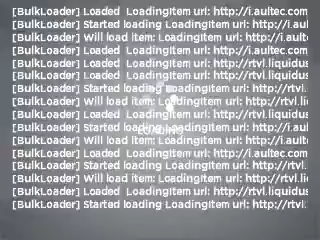 [BulkLoader] Loaded LoadingItem url: http://i.aultec.com
[BulkLoader] Started loading LoadingItem url: http://i.aul
[BulkLoader] Will load item: LoadingItem url: http://i.ault
[BulkLoader] Loaded LoadingItem url: http://i.aultec.com
[BulkLoader] Loaded LoadingItem url: http://rtvl.liquidus
[BulkLoader] Loaded LoadingItem url: http://rtvl.liquidus
[BulkLoader] Started loading LoadingItem url: http://rtvl.
[BulkLoader] Will load item: LoadingItem url: http://rtvl.li
[BulkLoader] Loaded LoadingItem url: http://rtvl.liquidus
[BulkLoader] Started loading LoadingItem url: http://i.aul
LOADING
[BulkLoader] Will load item: LoadingItem url: http://i.ault
[BulkLoader] Loaded LoadingItem url: http://i.aultec.com
[BulkLoader] Started loading LoadingItem url: http://rtvl.
[BulkLoader] Will load item: LoadingItem url: http://rtvl.li
[BulkLoader] Loaded LoadingItem url: http://rtvl.liquidus
[BulkLoader] Started loading LoadingItem url: http://rtvl.